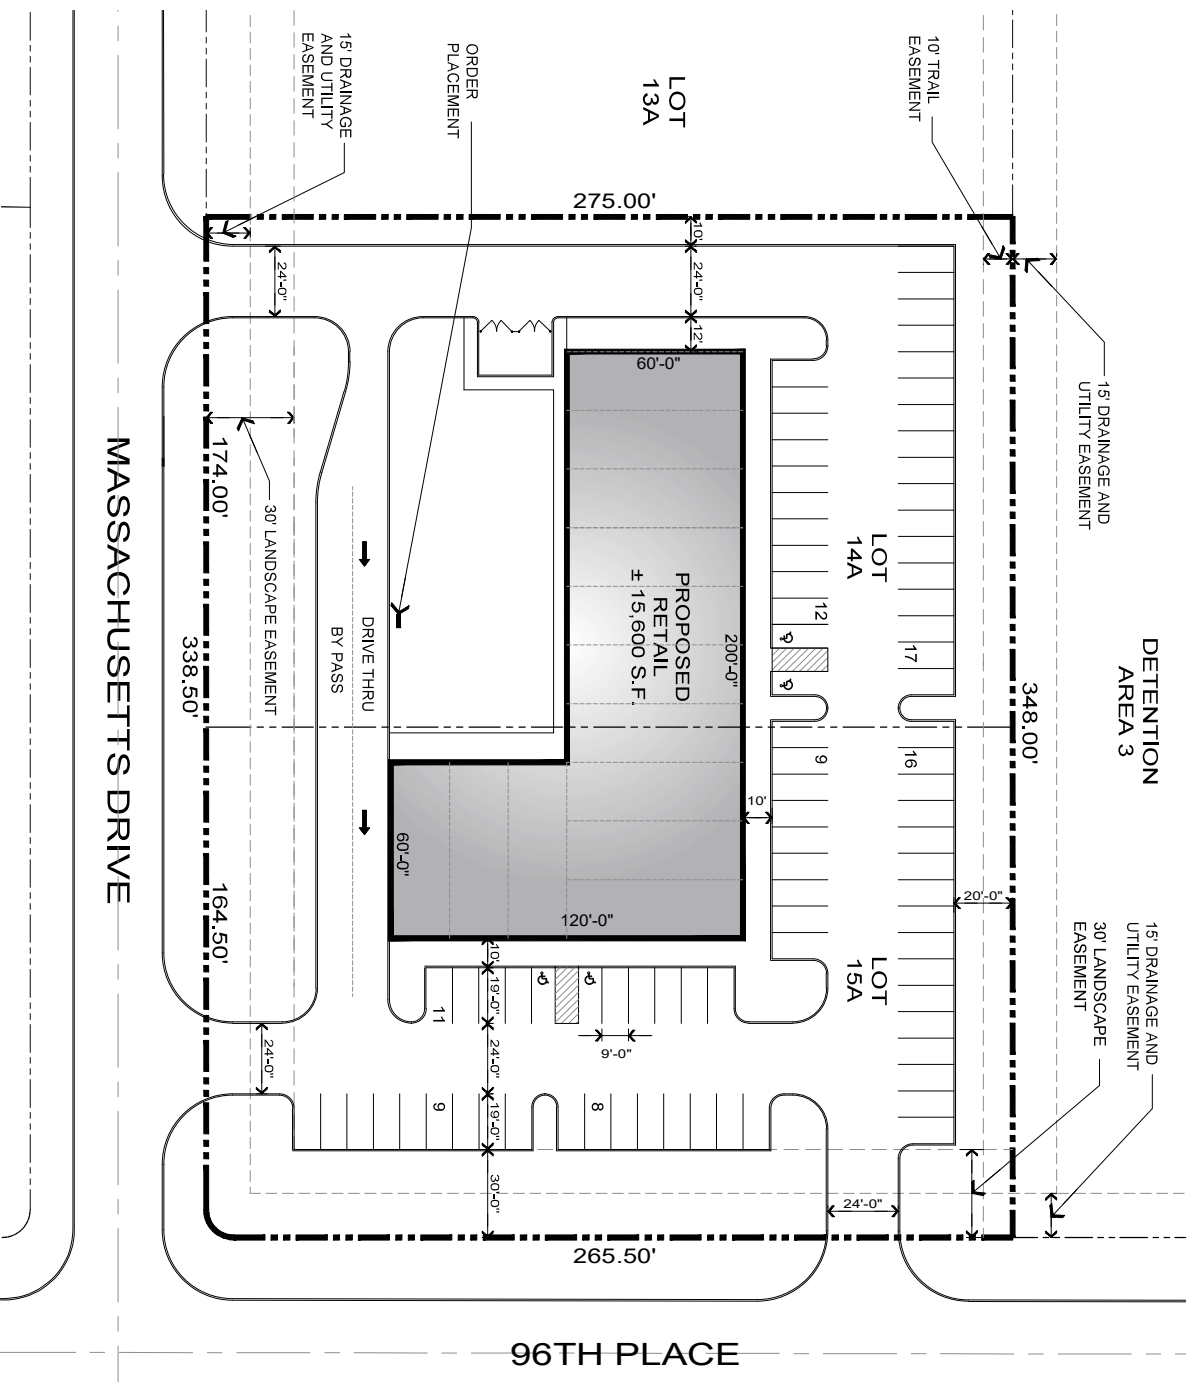 15' DRAINAGE
AND UTILITY
EASEMENT
ORDER
PLACEMENT
LOT
13A
10' TRAIL
EASEMENT
275.00'
10'
24'-0"
24'-0"
12'
60'-0"
15' DRAINAGE AND
UTILITY EASEMENT
174.00'
30' LANDSCAPE EASEMENT
MASSACHUSETTS DRIVE
338.50'
DRIVE THRU
BY PASS
PROPOSED
RETAIL
± 15,600 S.F.
200'-0"
LOT
14A
12
17
348.00'
DETENTION
AREA 3
9
16
10'
60'-0"
164.50'
120'-0"
20'-0"
15' DRAINAGE AND
UTILITY EASEMENT
30' LANDSCAPE
EASEMENT
LOT
15A
10'
19'-0"
11
9'-0"
24'-0"
24'-0"
19'-0"
9
8
30'-0"
24'-0"
265.50'
96TH PLACE